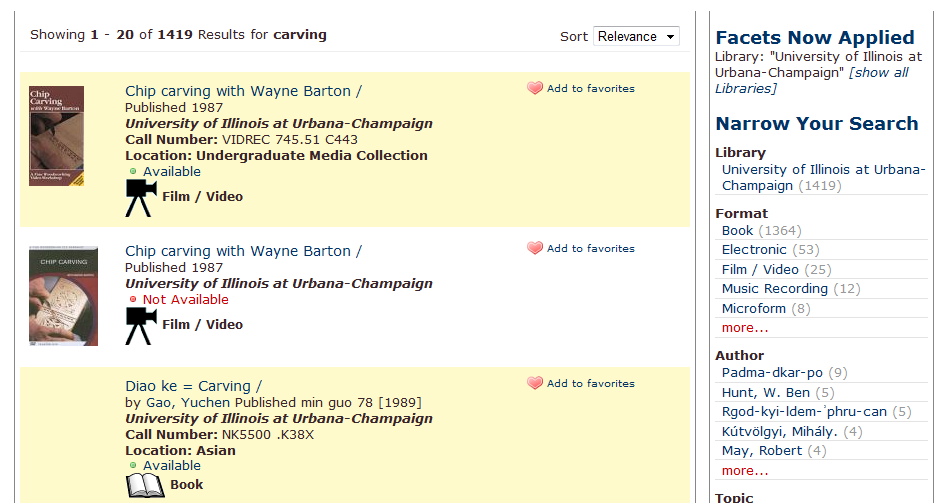 Showing 1 - 20 of 1419 Results for carving
Sort Relevance
Chip Carving
with Wayne Barton
A Fine Woodworking
Video Workshop
Chip carving with Wayne Barton /
Published 1987
University of Illinois at Urbana-Champaign
Call Number: VIDREC 745.51 C443
Location: Undergraduate Media Collection
Available
Film / Video
Add to favorites
CHIP CARVING
Chip carving with Wayne Barton /
Published 1987
University of Illinois at Urbana-Champaign
Not Available
Film / Video
Add to favorites
Diao ke = Carving /
by Gao, Yuchen Published min guo 78 [1989]
University of Illinois at Urbana-Champaign
Call Number: NK5500 .K38X
Location: Asian
Available
Book
Add to favorites
Facets Now Applied
Library: "University of Illinois at
Urbana-Champaign" [show all
Libraries]
Narrow Your Search
Library
University of Illinois at Urbana-
Champaign (1419)
Format
Book (1364)
Electronic (53)
Film / Video (25)
Music Recording (12)
Microform (8)
more...
Author
Padma-dkar-po (9)
Hunt, W. Ben (5)
Rgod-kyi-ldem-ʼphru-can (5)
Kútvölgyi, Mihály. (4)
May, Robert (4)
more...
Topic